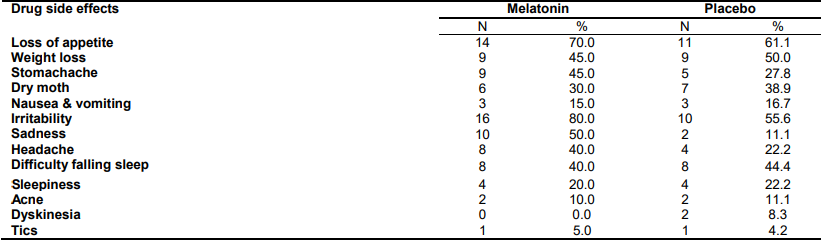 Drug side effects Melatonin Placebo
N % N %
Loss of appetite 14 70.0 11 61.1
Weight loss 9 45.0 9 50.0
Stomachache 9 45.0 5 27.8
Dry moth 6 30.0 7 38.9
Nausea & vomiting 3 15.0 3 16.7
Irritability 16 80.0 10 55.6
Sadness 10 50.0 2 11.1
Headache 8 40.0 4 22.2
Difficulty falling sleep 8 40.0 8 44.4
Sleepiness 4 20.0 4 22.2
Acne 2 10.0 2 11.1
Dyskinesia 0 0.0 2 8.3
Tics 1 5.0 1 4.2